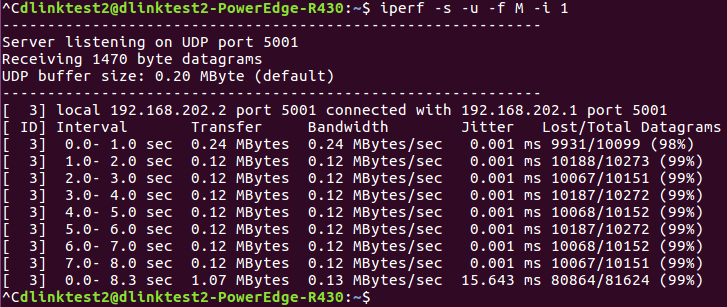 ^Cdlinktest2@dlinktest2-PowerEdge-R430:~$ iperf -s -u -f M -i 1
------------------------------------------------------------
Server listening on UDP port 5001
Receiving 1470 byte datagrams
UDP buffer size: 0.20 MByte (default)
------------------------------------------------------------
[  3] local 192.168.202.2 port 5001 connected with 192.168.202.1 port 5001
[ ID] Interval       Transfer     Bandwidth        Jitter   Lost/Total Datagrams
[  3]  0.0- 1.0 sec  0.24 MBytes  0.24 MBytes/sec   0.001 ms 9931/10099 (98%)
[  3]  1.0- 2.0 sec  0.12 MBytes  0.12 MBytes/sec   0.001 ms 10188/10273 (99%)
[  3]  2.0- 3.0 sec  0.12 MBytes  0.12 MBytes/sec   0.001 ms 10067/10151 (99%)
[  3]  3.0- 4.0 sec  0.12 MBytes  0.12 MBytes/sec   0.001 ms 10187/10272 (99%)
[  3]  4.0- 5.0 sec  0.12 MBytes  0.12 MBytes/sec   0.001 ms 10068/10152 (99%)
[  3]  5.0- 6.0 sec  0.12 MBytes  0.12 MBytes/sec   0.001 ms 10187/10272 (99%)
[  3]  6.0- 7.0 sec  0.12 MBytes  0.12 MBytes/sec   0.001 ms 10068/10152 (99%)
[  3]  7.0- 8.0 sec  0.12 MBytes  0.12 MBytes/sec   0.001 ms 10067/10151 (99%)
[  3]  0.0- 8.3 sec  1.07 MBytes  0.13 MBytes/sec  15.643 ms 80864/81624 (99%)
^Cdlinktest2@dlinktest2-PowerEdge-R430:~$